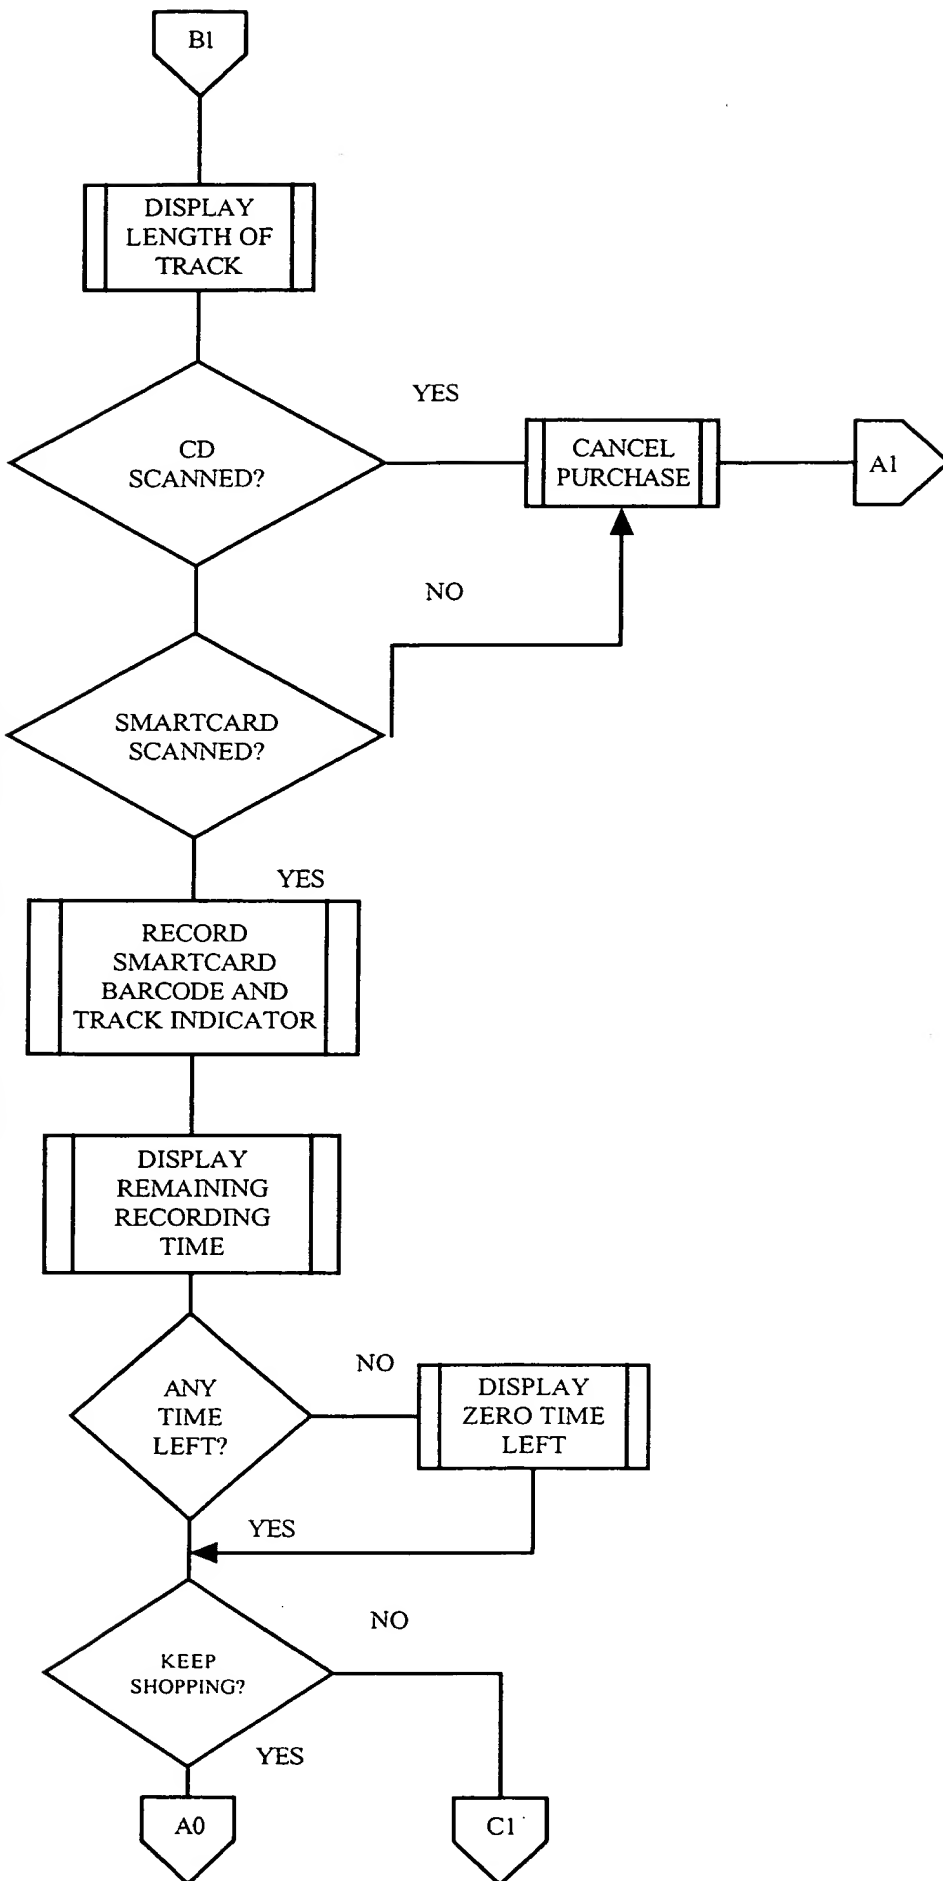 B1
DISPLAY
LENGTH OF
TRACK
YES
CD
SCANNED?
CANCEL
PURCHASE
A1
NO
SMARTCARD
SCANNED?
YES
RECORD
SMARTCARD
BARCODE AND
TRACK INDICATOR
DISPLAY
REMAINING
RECORDING
TIME
NO
ANY
TIME
LEFT?
DISPLAY
ZERO TIME
LEFT
YES
NO
KEEP
SHOPPING?
YES
A0
C1